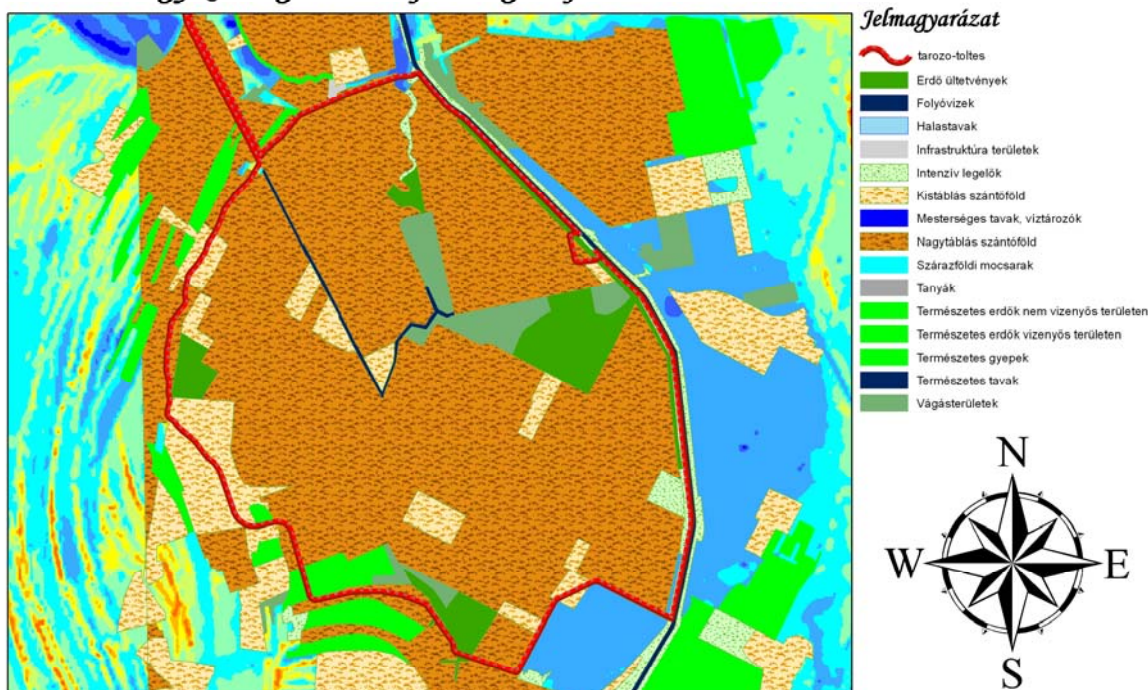 Jelmagyarázat
tarozo-toltes
Erdő ültetvények
Folyóvizek
Halastavak
Infrastruktúra területek
Intenzív legelők
Kistáblás szántóföld
Mesterséges tavak, víztározók
Nagytáblás szántóföld
Szárazföldi mocsarak
Tanyák
Természetes erdők nem vizenyős területen
Természetes erdők vizenyős területen
Természetes gyepek
Természetes tavak
Vágásterületek
N
W E
S